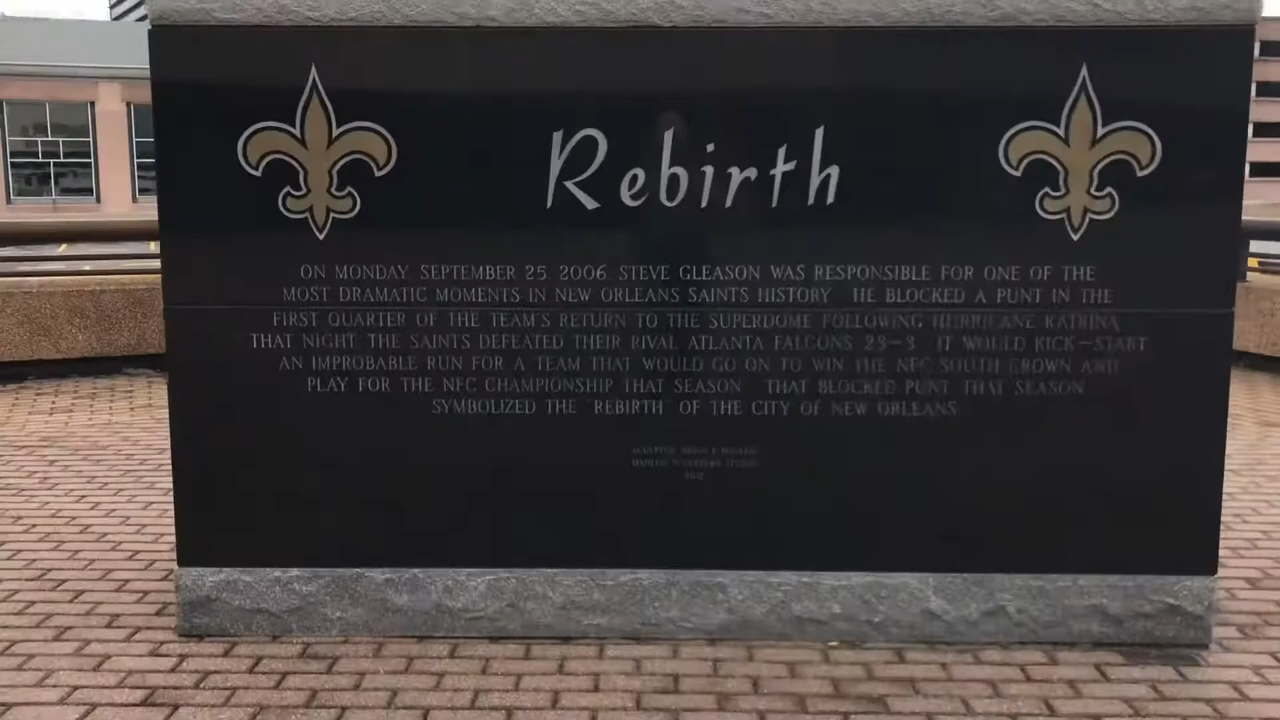 Rebirth
ON MONDAY, SEPTEMBER 25, 2006 STEVE GLEASON WAS RESPONSIBLE FOR ONE OF THE
MOST DRAMATIC MOMENTS IN NEW ORLEANS SAINTS HISTORY HE BLOCKED A PUNT IN THE
FIRST QUARTER OF THE TEAM'S RETURN TO THE SUPERDOME FOLLOWING HURRICANE KATRINA
THAT NIGHT THE SAINTS DEFEATED THEIR RIVAL ATLANTA FALCONS 23-3 IT WOULD KICK-START
AN IMPROBABLE RUN FOR A TEAM THAT WOULD GO ON TO WIN THE NFC SOUTH CROWN AND
PLAY FOR THE NFC CHAMPIONSHIP THAT SEASON THAT BLOCKED PUNT THAT SEASON
SYMBOLIZED THE REBIRTH OF THE CITY OF NEW ORLEANS